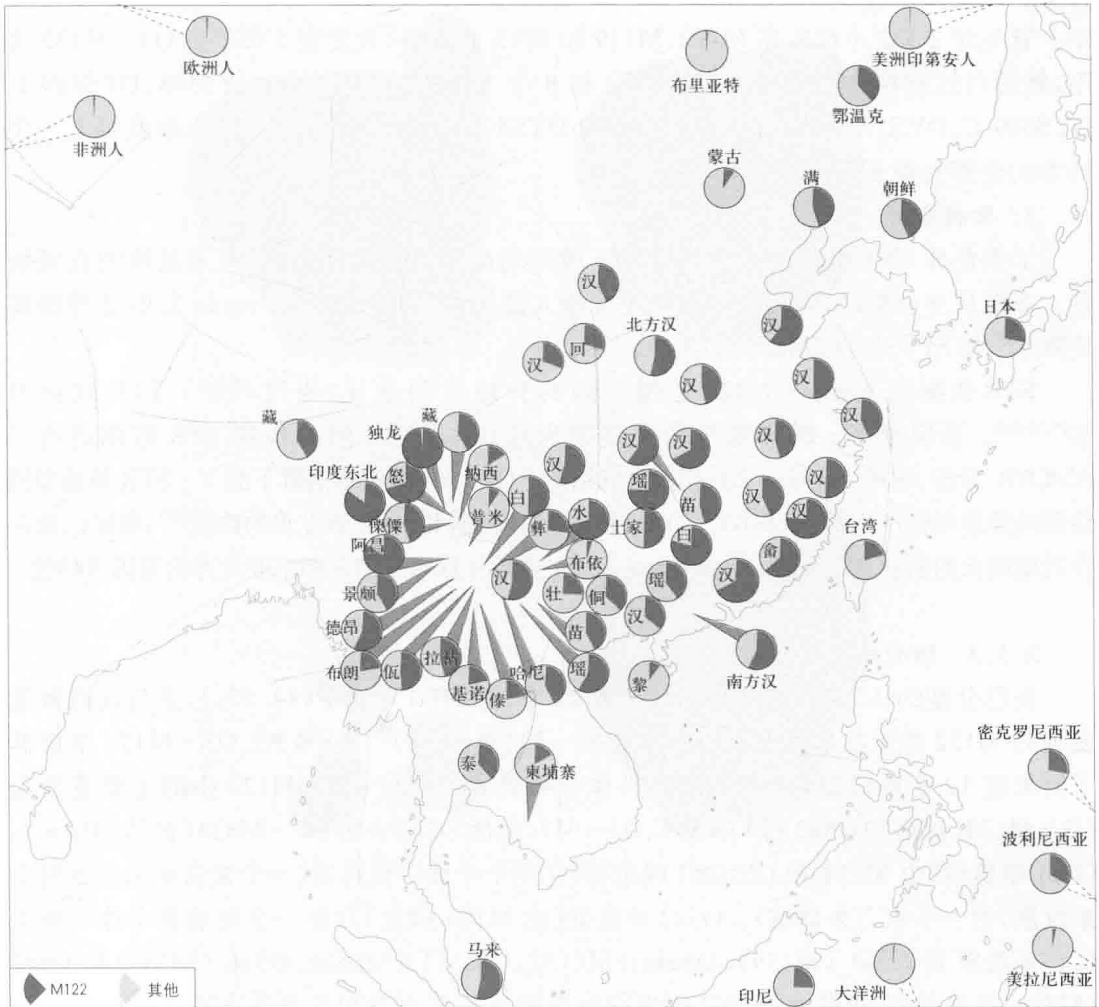 欧洲人
美洲印第安人
布里亚特
鄂温克
非洲人
蒙古
满
朝鲜
汉
日本
北方汉
汉
回
汉
汉
汉
汉
藏
藏
独龙
汉
汉
汉
印度东北
怒
纳西
汉
瑶
汉
白
普米
苗
汉
汉
傈僳
彝
水
土家
白
台湾
阿昌
布依
畲
景颇
汉
壮
侗
瑶
汉
汉
德昂
苗
南方汉
布朗
佤
拉祜
基诺
傣
哈尼
瑶
黎
密克罗尼西亚
泰
柬埔寨
波利尼西亚
马来
美拉尼西亚
印尼
大洋洲
M122 其他